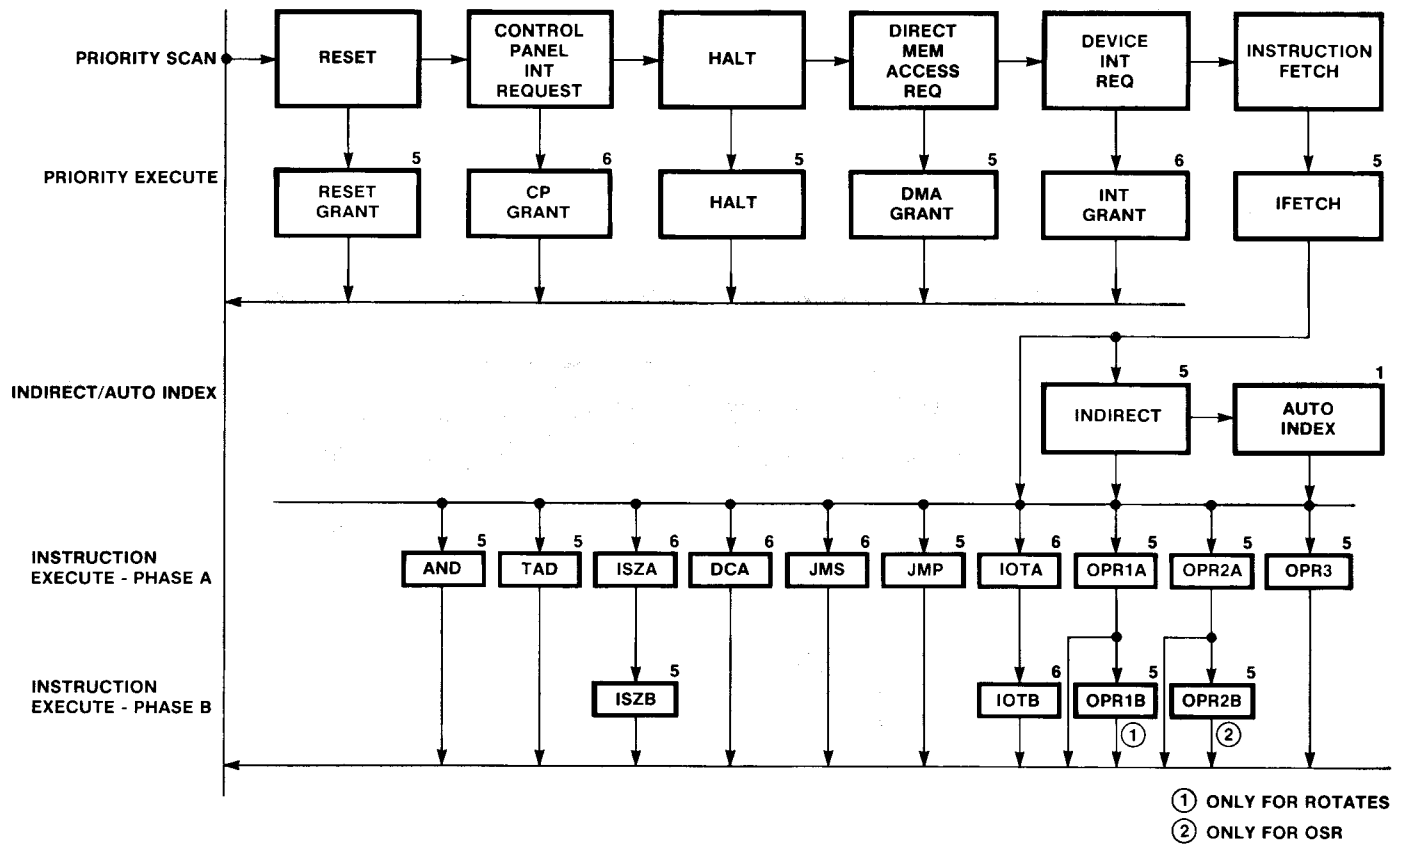 PRIORITY SCAN
RESET
CONTROL
PANEL
INT
REQUEST
HALT
DIRECT
MEM
ACCESS
REQ
DEVICE
INT
REQ
INSTRUCTION
FETCH
PRIORITY EXECUTE
5
RESET
GRANT
6
CP
GRANT
5
HALT
5
DMA
GRANT
6
INT
GRANT
5
IFETCH
INDIRECT/AUTO INDEX
5
INDIRECT
1
AUTO
INDEX
INSTRUCTION
EXECUTE - PHASE A
5
AND
5
TAD
6
ISZA
6
DCA
6
JMS
5
JMP
6
IOTA
5
OPR1A
5
OPR2A
5
OPR3
INSTRUCTION
EXECUTE - PHASE B
5
ISZB
6
IOTB
5
OPR1B
5
OPR2B
1
2
1 ONLY FOR ROTATES
2 ONLY FOR OSR